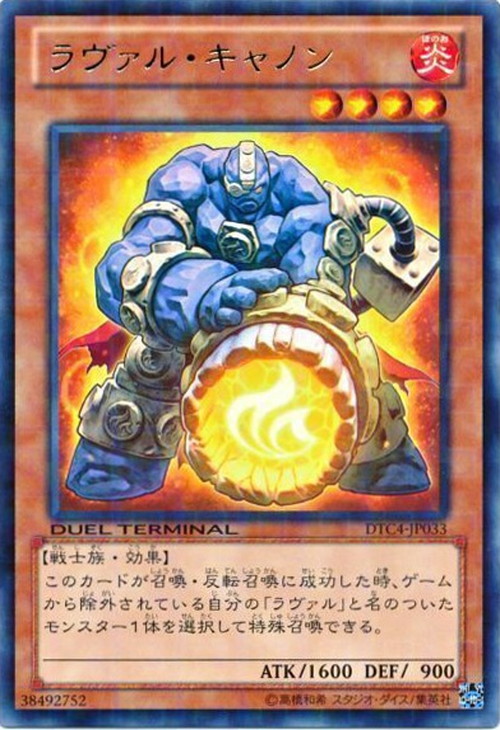 ラヴァル・キャノン
ほのお
炎
DUEL TERMINAL DTC4-JP033
【戦士族・効果】
このカードが召喚・反転召喚に成功した時、ゲーム
から除外されている自分の「ラヴァル」と名のついた
モンスター1体を選択して特殊召喚できる。
ATK/1600 DEF/ 900
38492752 ©高橋和希 スタジオ・ダイス/集英社